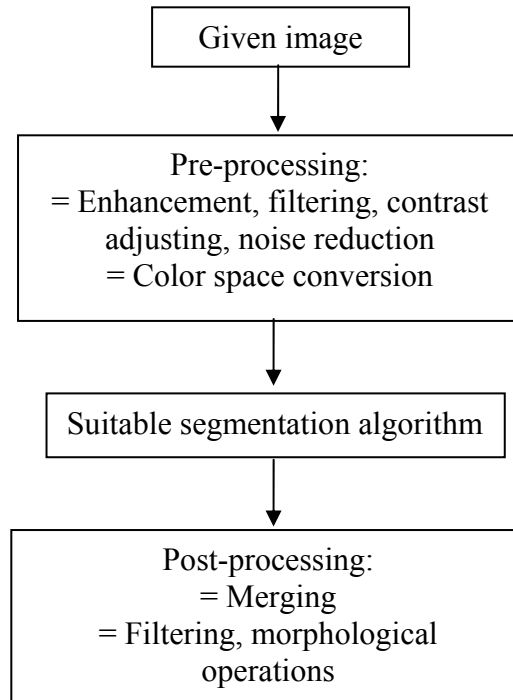 Given image
Pre-processing:
= Enhancement, filtering, contrast
adjusting, noise reduction
= Color space conversion
Suitable segmentation algorithm
Post-processing:
= Merging
= Filtering, morphological
operations